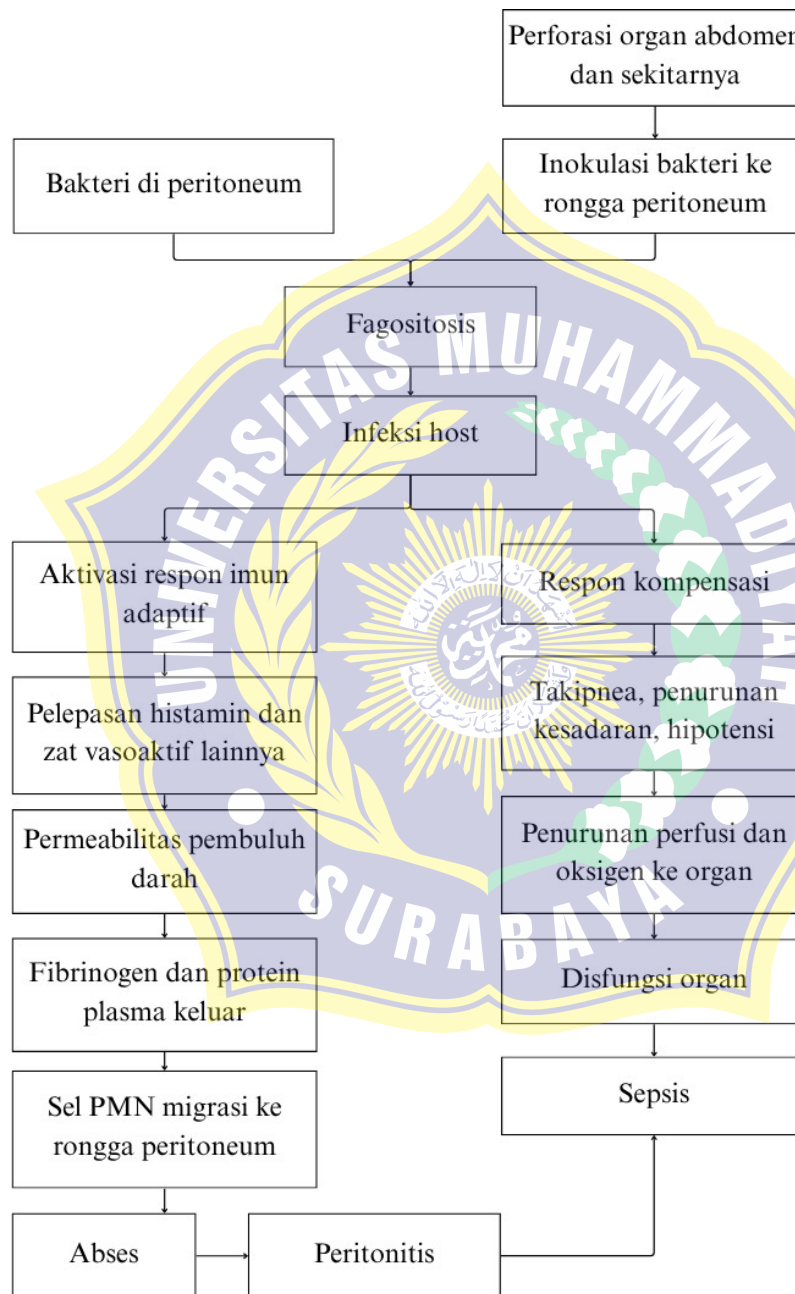 Perforasi organ abdomen
dan sekitarnya
Bakteri di peritoneum
Inokulasi bakteri ke
rongga peritoneum
Fagositosis
Infeksi host
Aktivasi respon imun
adaptif
Respon kompensasi
Pelepasan histamin dan
zat vasoaktif lainnya
Takipnea, penurunan
kesadaran, hipotensi
Permeabilitas pembuluh
darah
Penurunan perfusi dan
oksigen ke organ
Fibrinogen dan protein
plasma keluar
Disfungsi organ
Sel PMN migrasi ke
rongga peritoneum
Sepsis
Abses
Peritonitis
UNIVERSITAS MUHAMMADIYAH
SURABAYA